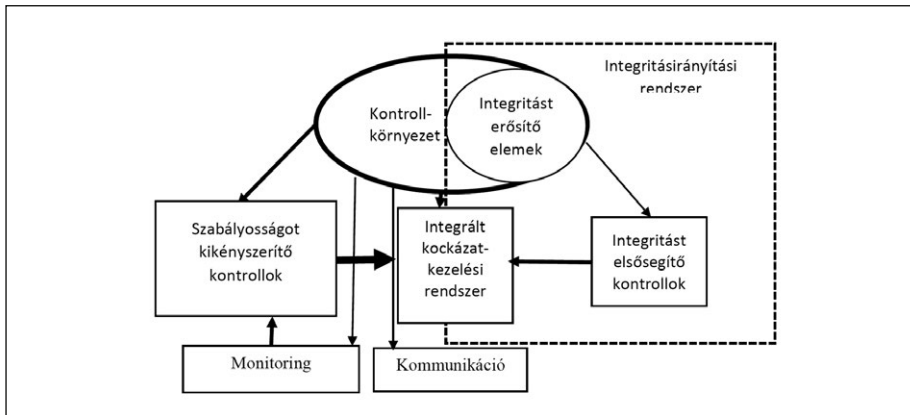 Integritásirányítási
rendszer
Kontroll-
környezet
Integritást
erősítő
elemek
Szabályosságot
kikényszerítő
kontrollok
Integrált
kockázat-
kezelési
rendszer
Integritást
elsősegítő
kontrollok
Monitoring
Kommunikáció